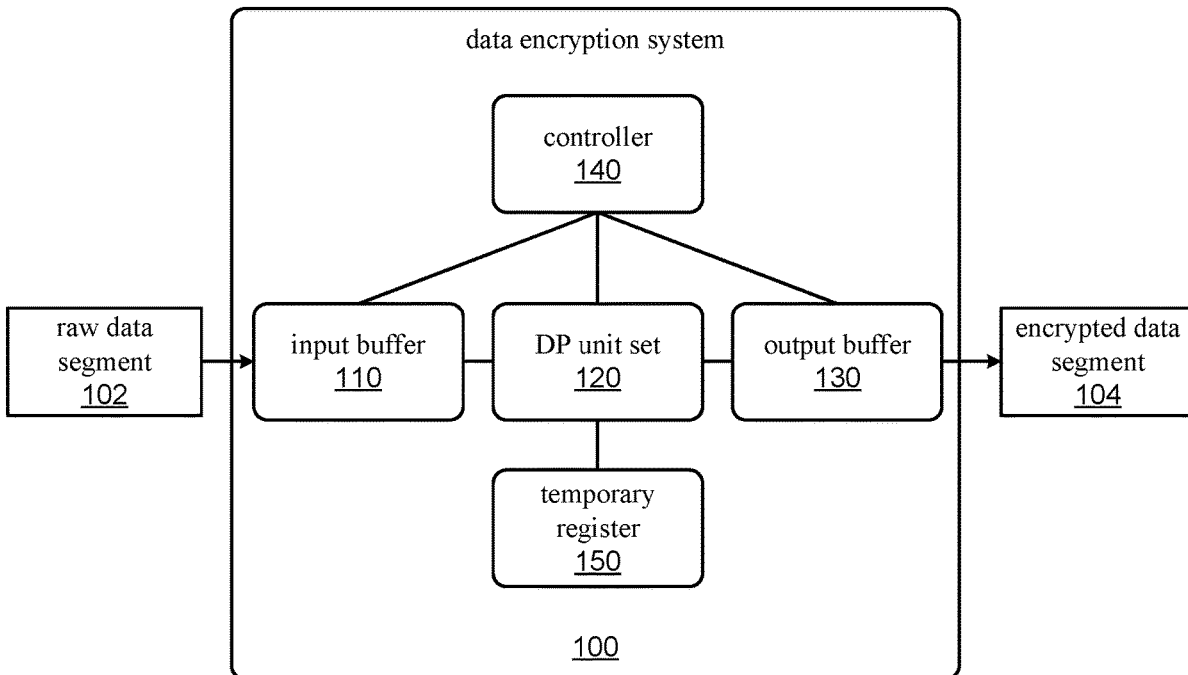 data encryption system
controller
140
raw data
segment
102
input buffer
110
DP unit set
120
output buffer
130
encrypted data
segment
104
temporary
register
150
100